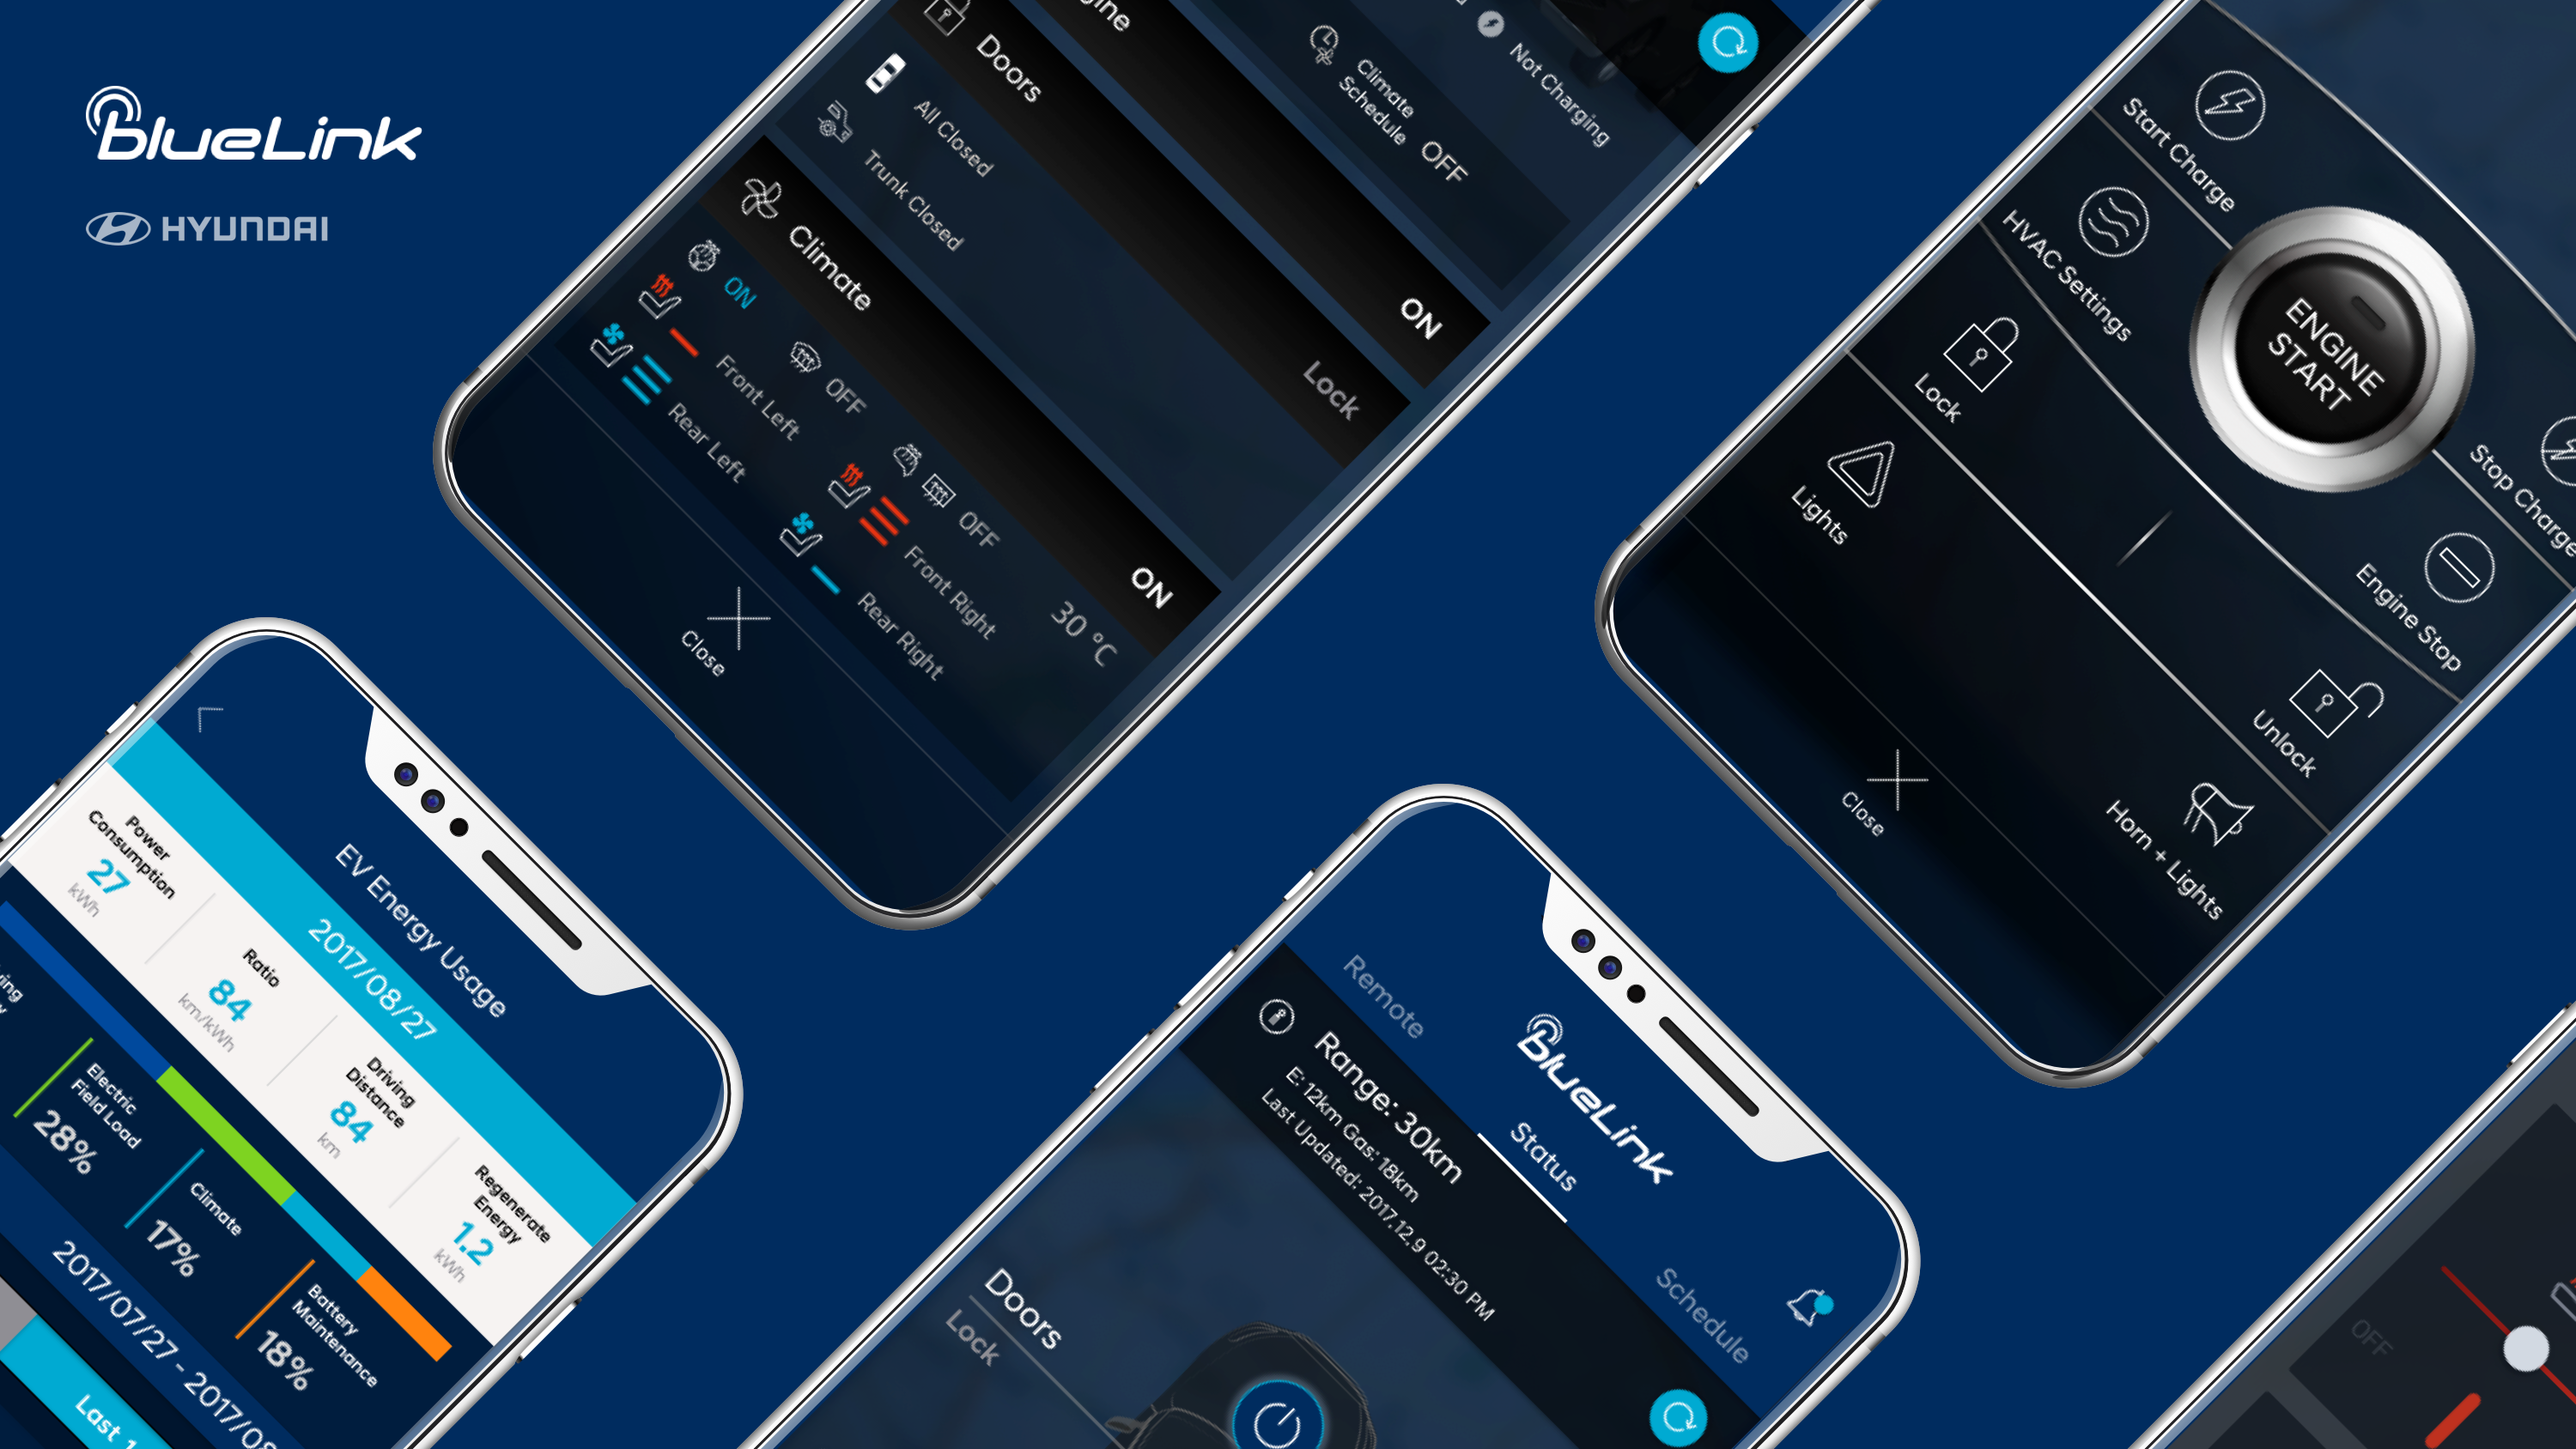 blueLink
HYUNDAI
Doors
All Closed
Trunk Closed
Lock
Climate
ON
ON
OFF
OFF
30 °C
Front Left
Front Right
Rear Left
Rear Right
Close
Not Charging
Climate
Schedule
OFF
ON
Start Charge
HVAC Settings
ENGINE
START
Stop Charge
Engine Stop
Lock
Unlock
Lights
Horn + Lights
Close
EV Energy Usage
2017/08/27
Power
Consumption
27
kWh
Ratio
84
km/kWh
Driving
Distance
84
km
Regenerate
Energy
1.2
kWh
Electric
Field Load
28%
Climate
17%
Battery
Maintenance
18%
2017/07/27 - 2017/08
Last
blueLink
Remote
Status
Schedule
Range: 30km
E: 12km Gas: 18km
Last Updated: 2017.12.9 02:30 PM
Doors
Lock
OFF